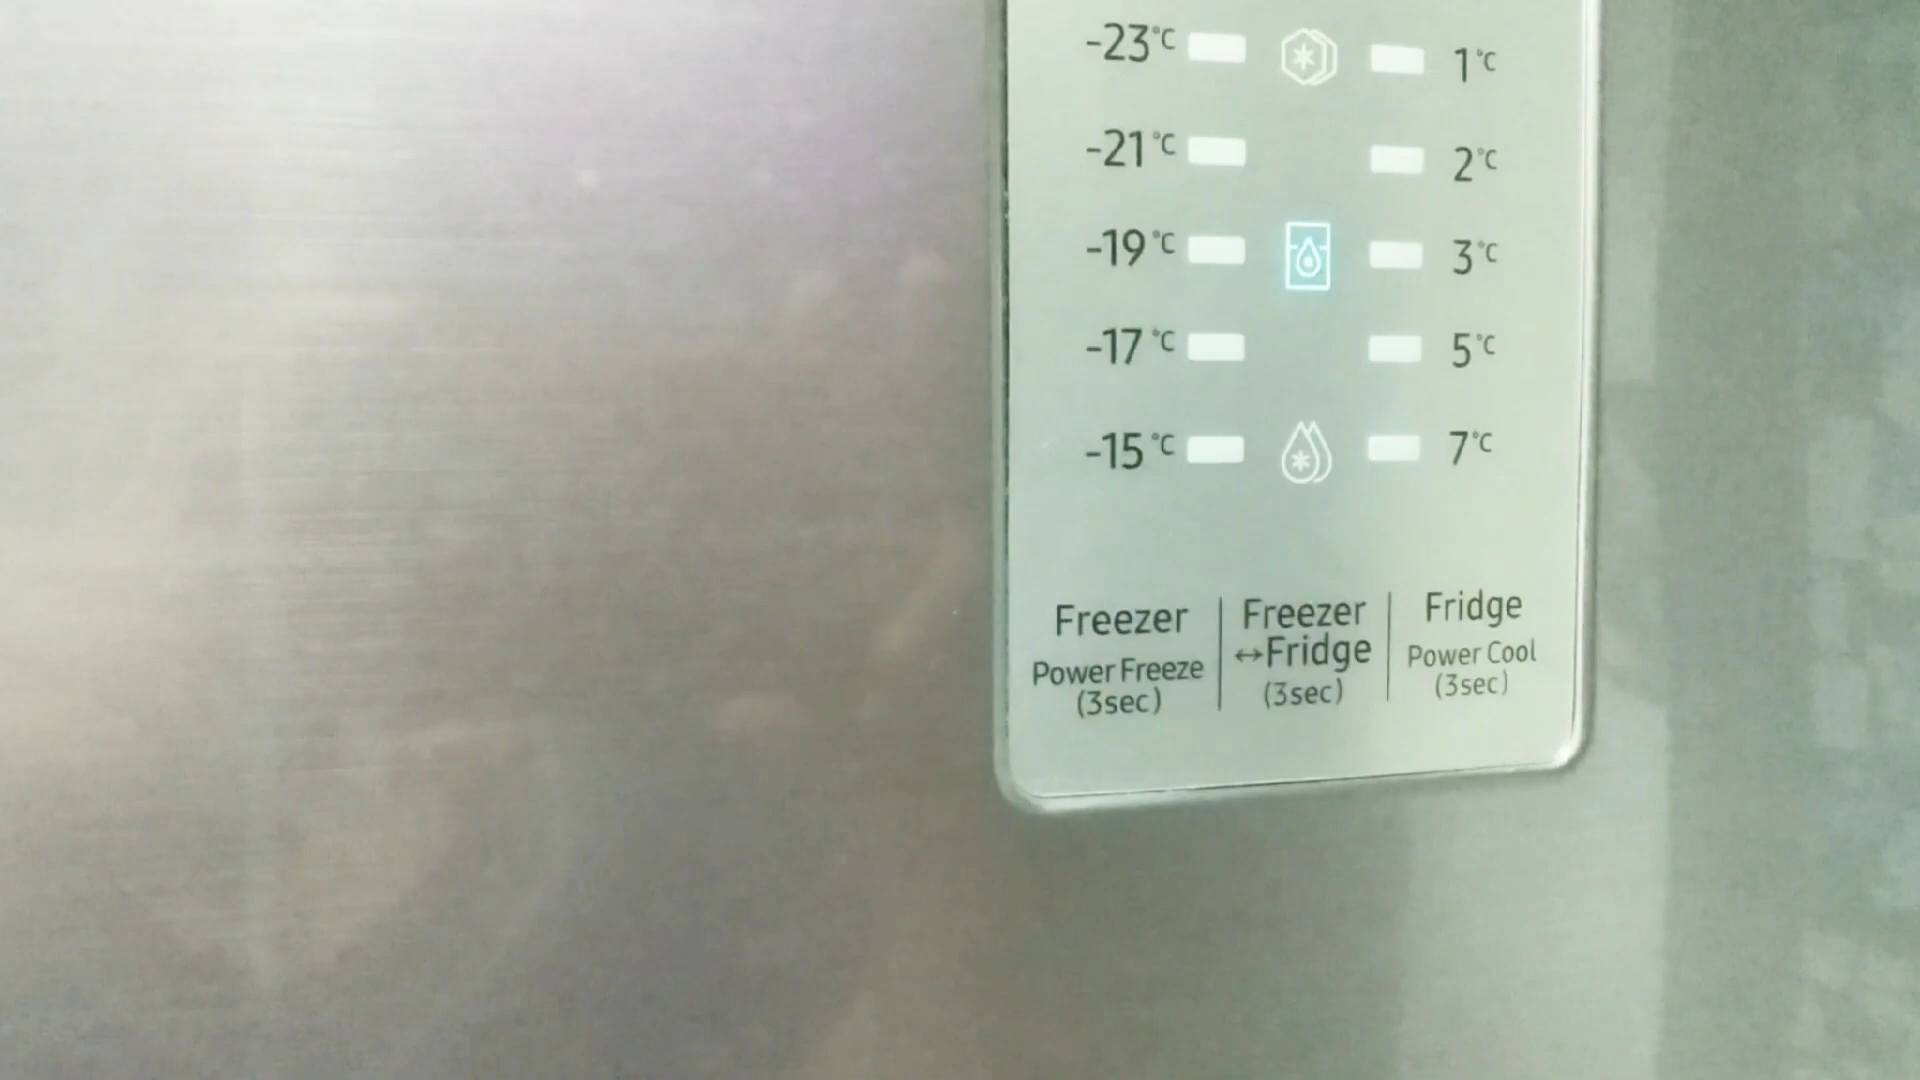 -23°C 1°C
-21°C 2°C
-19°C 3°C
-17°C 5°C
-15°C 7°C
Freezer
Power Freeze
(3sec)
Freezer
↔Fridge
(3sec)
Fridge
Power Cool
(3sec)